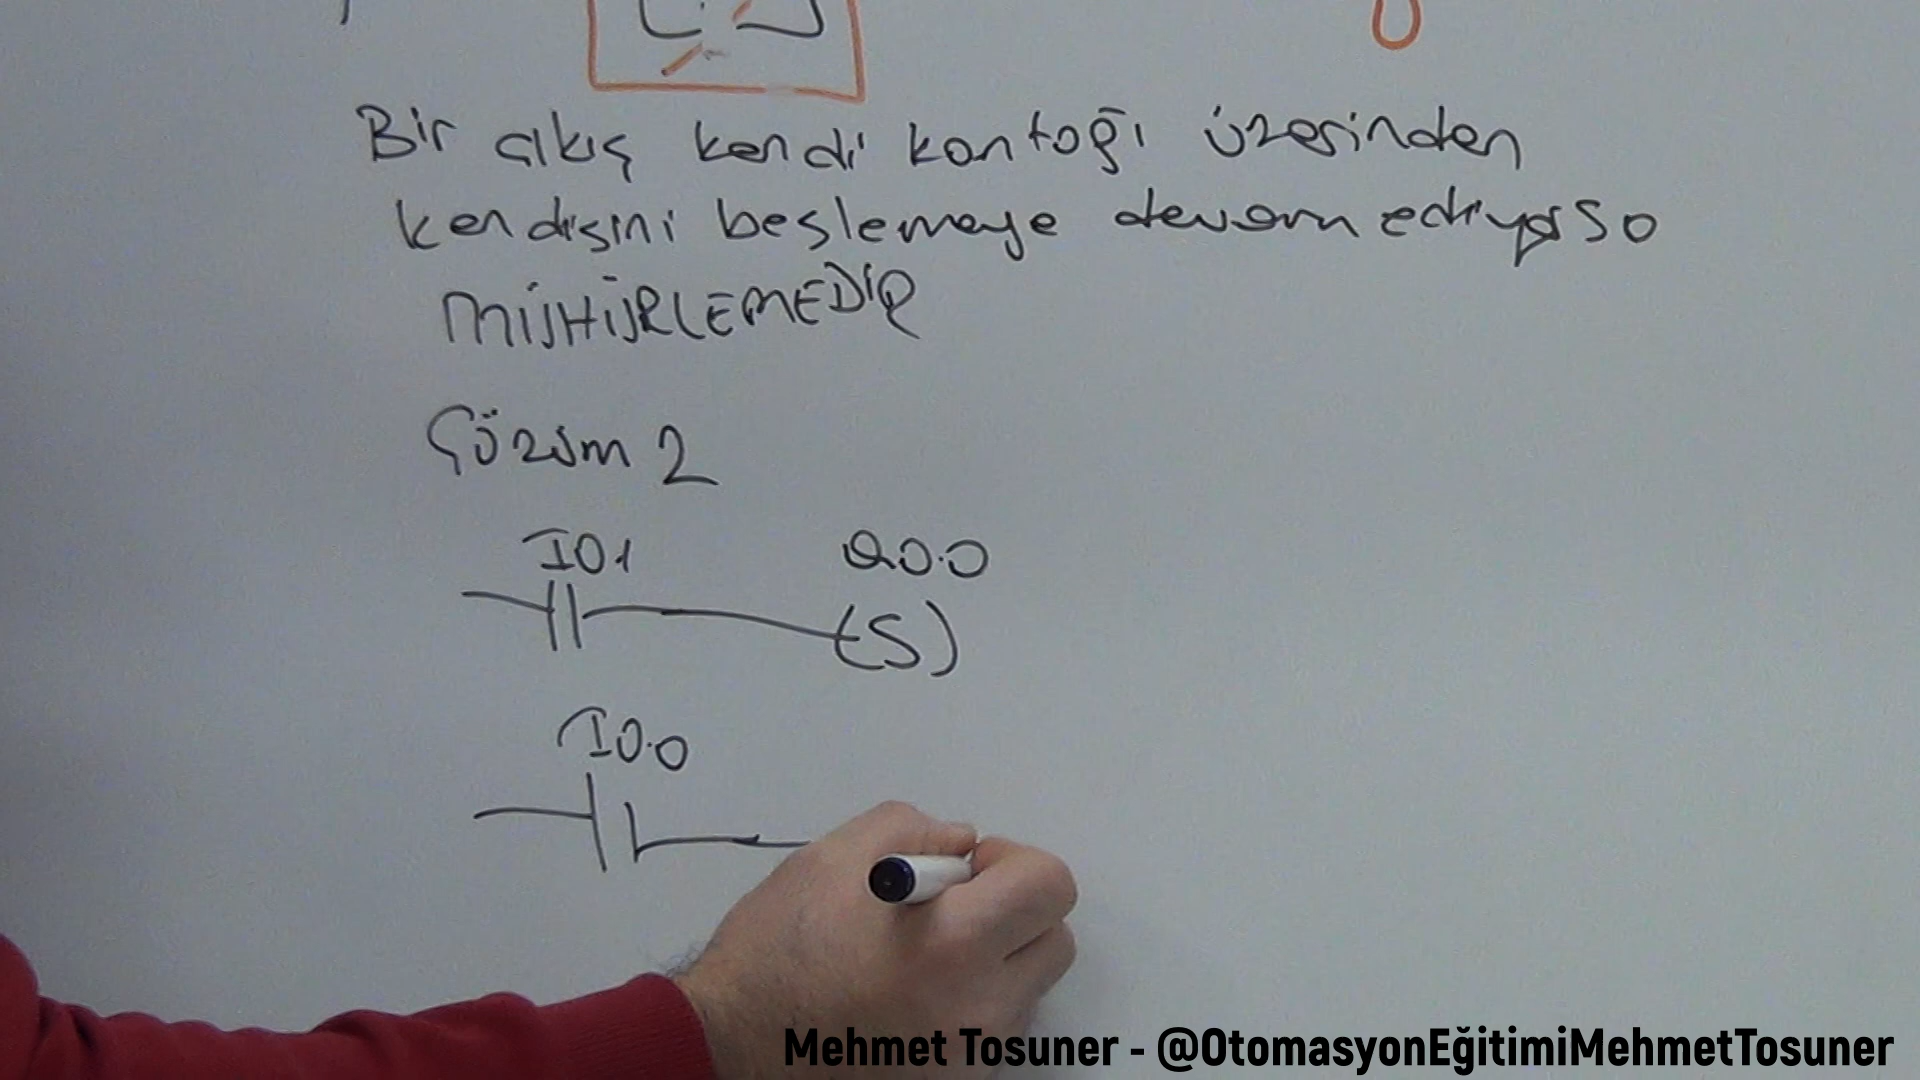 Bir çıkış kendi kontağı üzerinden
kendisini beslemeye devam ediyorsa
MÜHÜRLEMEDİR
Çözüm 2
I0.1 Q0.0
(S)
I0.0
Mehmet Tosuner - @OtomasyonEğitimiMehmetTosuner